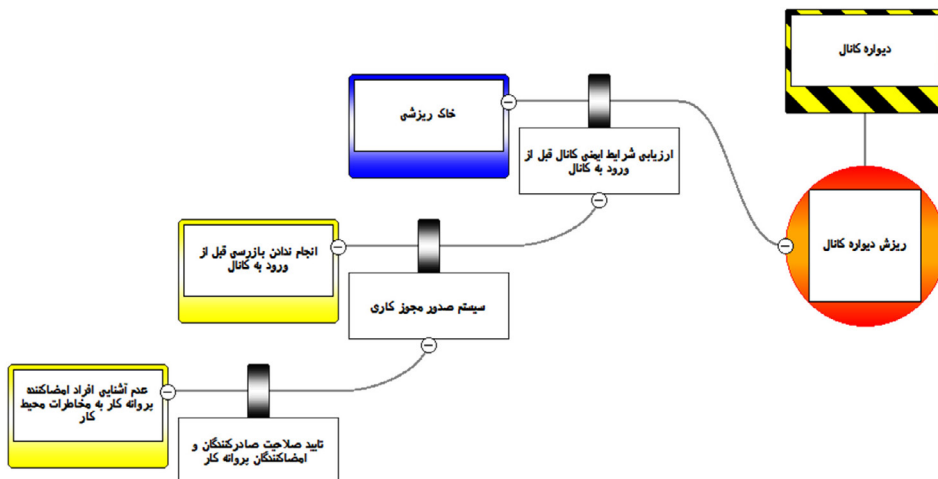 دیواره کانال
خاک ریزشی
ارزیابی شرایط ایمنی کانال قبل از
ورود به کانال
ریزش دیواره کانال
انجام ندادن بازرسی قبل از
ورود به کانال
سیستم صدور مجوز کاری
عدم آشنایی افراد امضاکننده
پروانه کار به مخاطرات محیط
کار
تایید صلاحیت صادرکنندگان و
امضاکنندگان پروانه کار